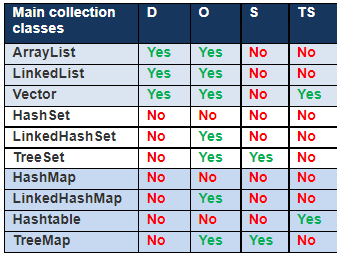 Main collection classes D O S TS
ArrayList Yes Yes No No
LinkedList Yes Yes No No
Vector Yes Yes No Yes
HashSet No No No No
LinkedHashSet No Yes No No
TreeSet No Yes Yes No
HashMap No No No No
LinkedHashMap No Yes No No
Hashtable No No No Yes
TreeMap No Yes Yes No